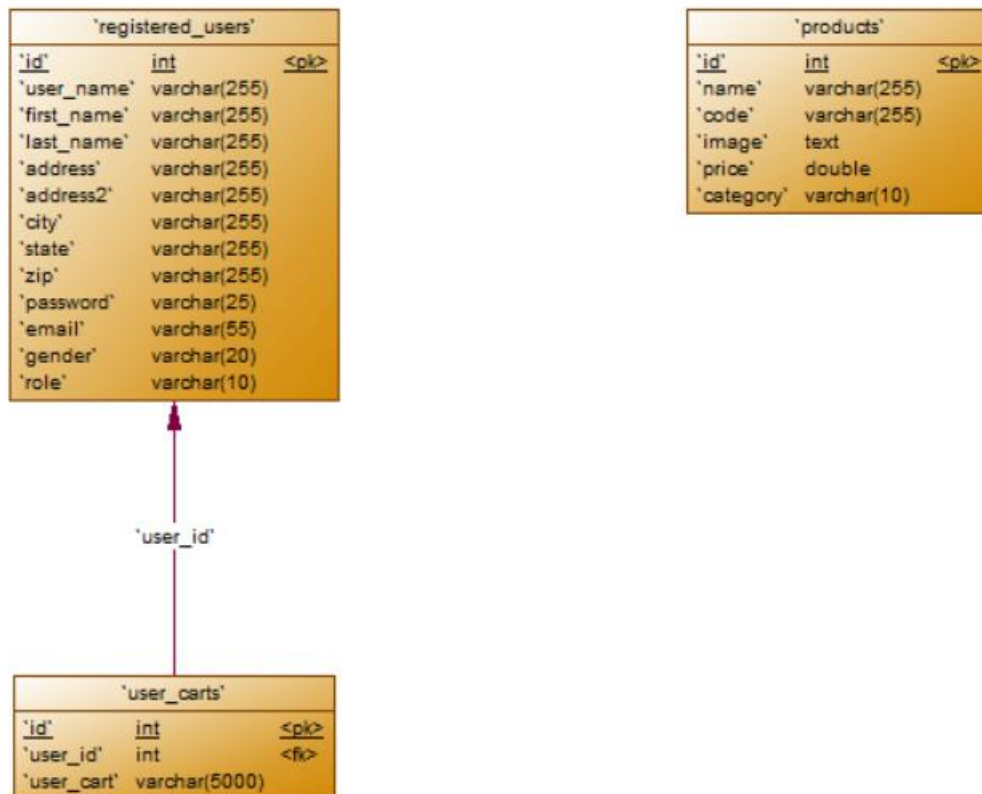 `registered_users`
`id` int <pk>
`user_name` varchar(255)
`first_name` varchar(255)
`last_name` varchar(255)
`address` varchar(255)
`address2` varchar(255)
`city` varchar(255)
`state` varchar(255)
`zip` varchar(255)
`password` varchar(25)
`email` varchar(55)
`gender` varchar(20)
`role` varchar(10)
`products`
`id` int <pk>
`name` varchar(255)
`code` varchar(255)
`image` text
`price` double
`category` varchar(10)
`user_id`
`user_carts`
`id` int <pk>
`user_id` int <fk>
`user_cart` varchar(5000)